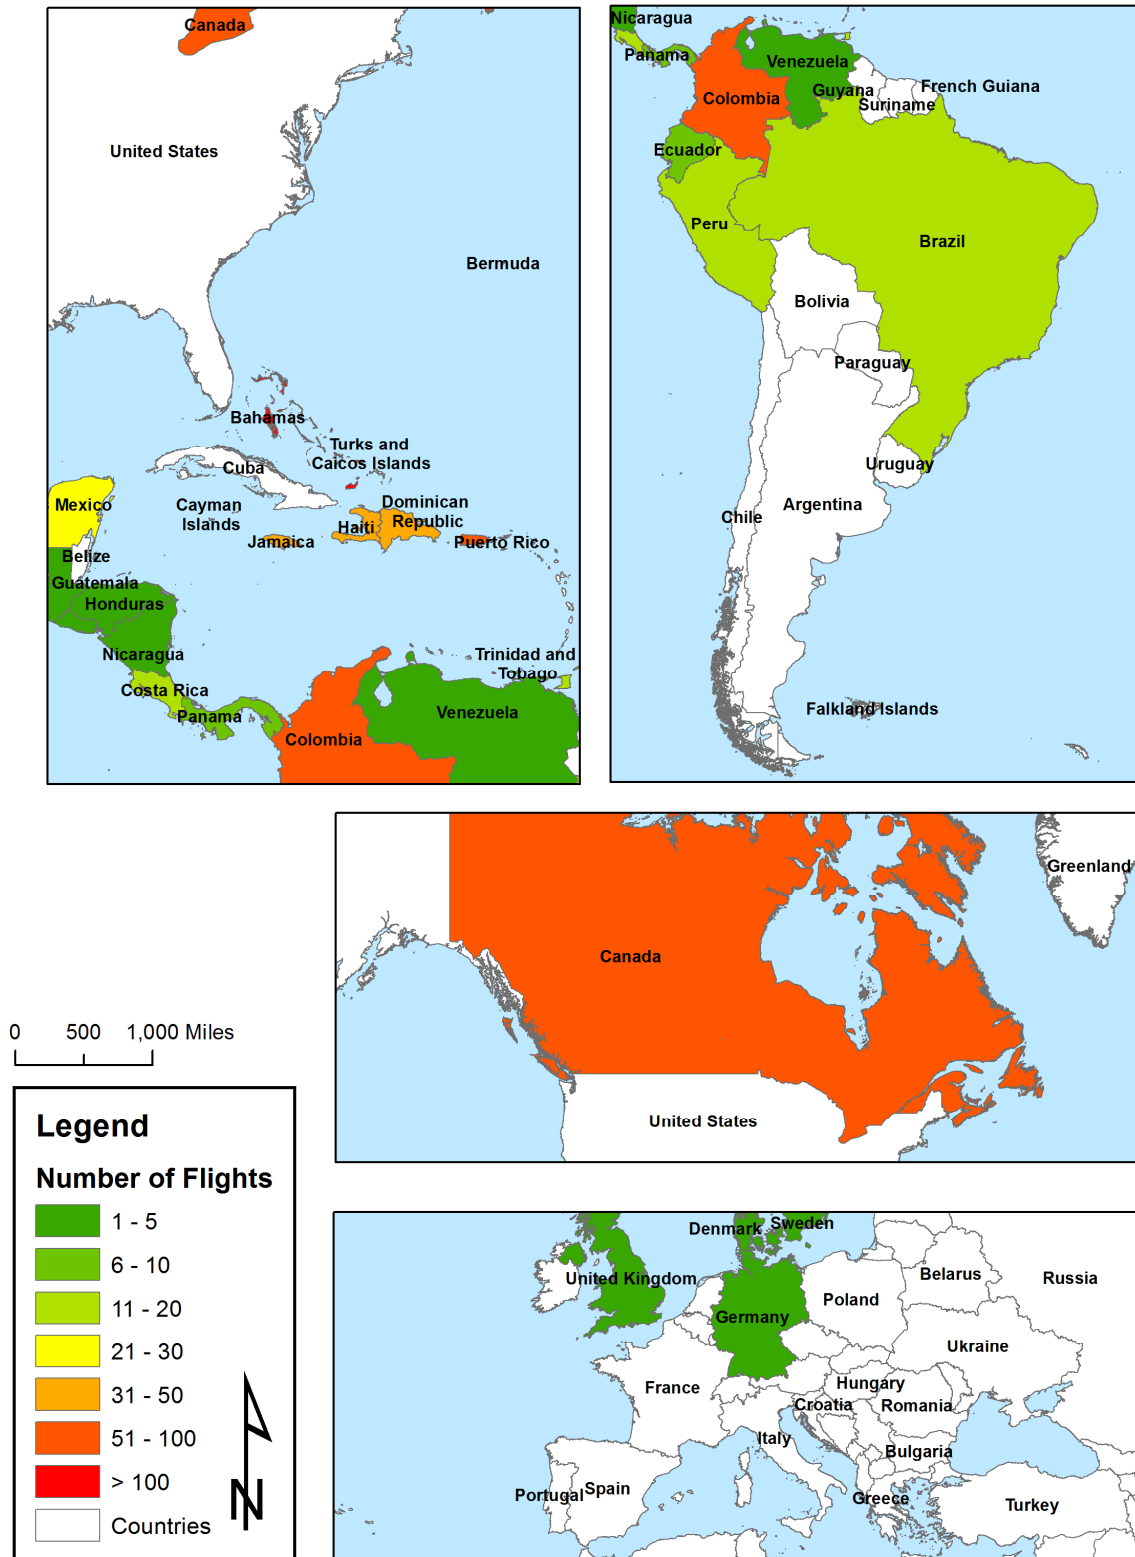 Canada
United States
Bermuda
Bahamas
Turks and
Caicos Islands
Cuba
Mexico
Cayman
Islands
Dominican
Republic
Haiti
Jamaica
Puerto Rico
Belize
Guatemala
Honduras
Nicaragua
Trinidad and
Tobago
Costa Rica
Panama
Venezuela
Colombia
Nicaragua
Panama
Venezuela
Guyana
French Guiana
Suriname
Colombia
Ecuador
Peru
Brazil
Bolivia
Paraguay
Uruguay
Argentina
Chile
Falkland Islands
Greenland
Canada
United States
0 500 1,000 Miles
Legend
Number of Flights
1 - 5
6 - 10
11 - 20
21 - 30
31 - 50
51 - 100
> 100
Countries
N
Denmark
Sweden
United Kingdom
Belarus
Russia
Poland
Germany
Ukraine
France
Hungary
Croatia
Romania
Italy
Bulgaria
Portugal
Spain
Greece
Turkey